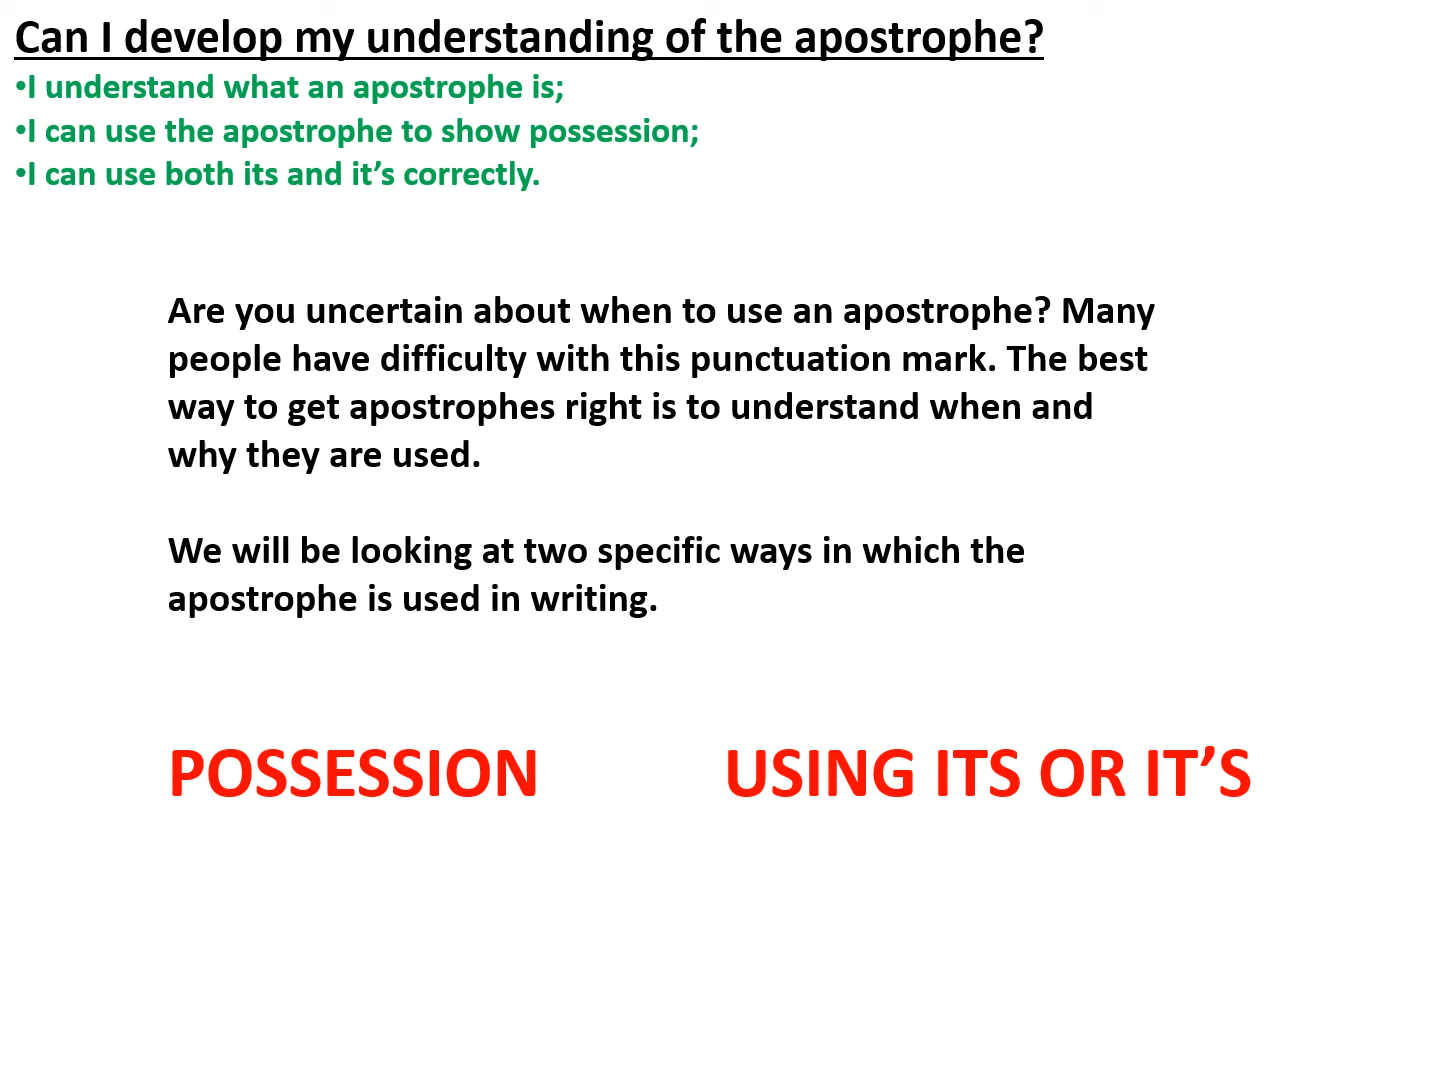 Can I develop my understanding of the apostrophe?
•I understand what an apostrophe is;
•I can use the apostrophe to show possession;
•I can use both its and it’s correctly.
Are you uncertain about when to use an apostrophe? Many
people have difficulty with this punctuation mark. The best
way to get apostrophes right is to understand when and
why they are used.
We will be looking at two specific ways in which the
apostrophe is used in writing.
POSSESSION USING ITS OR IT’S